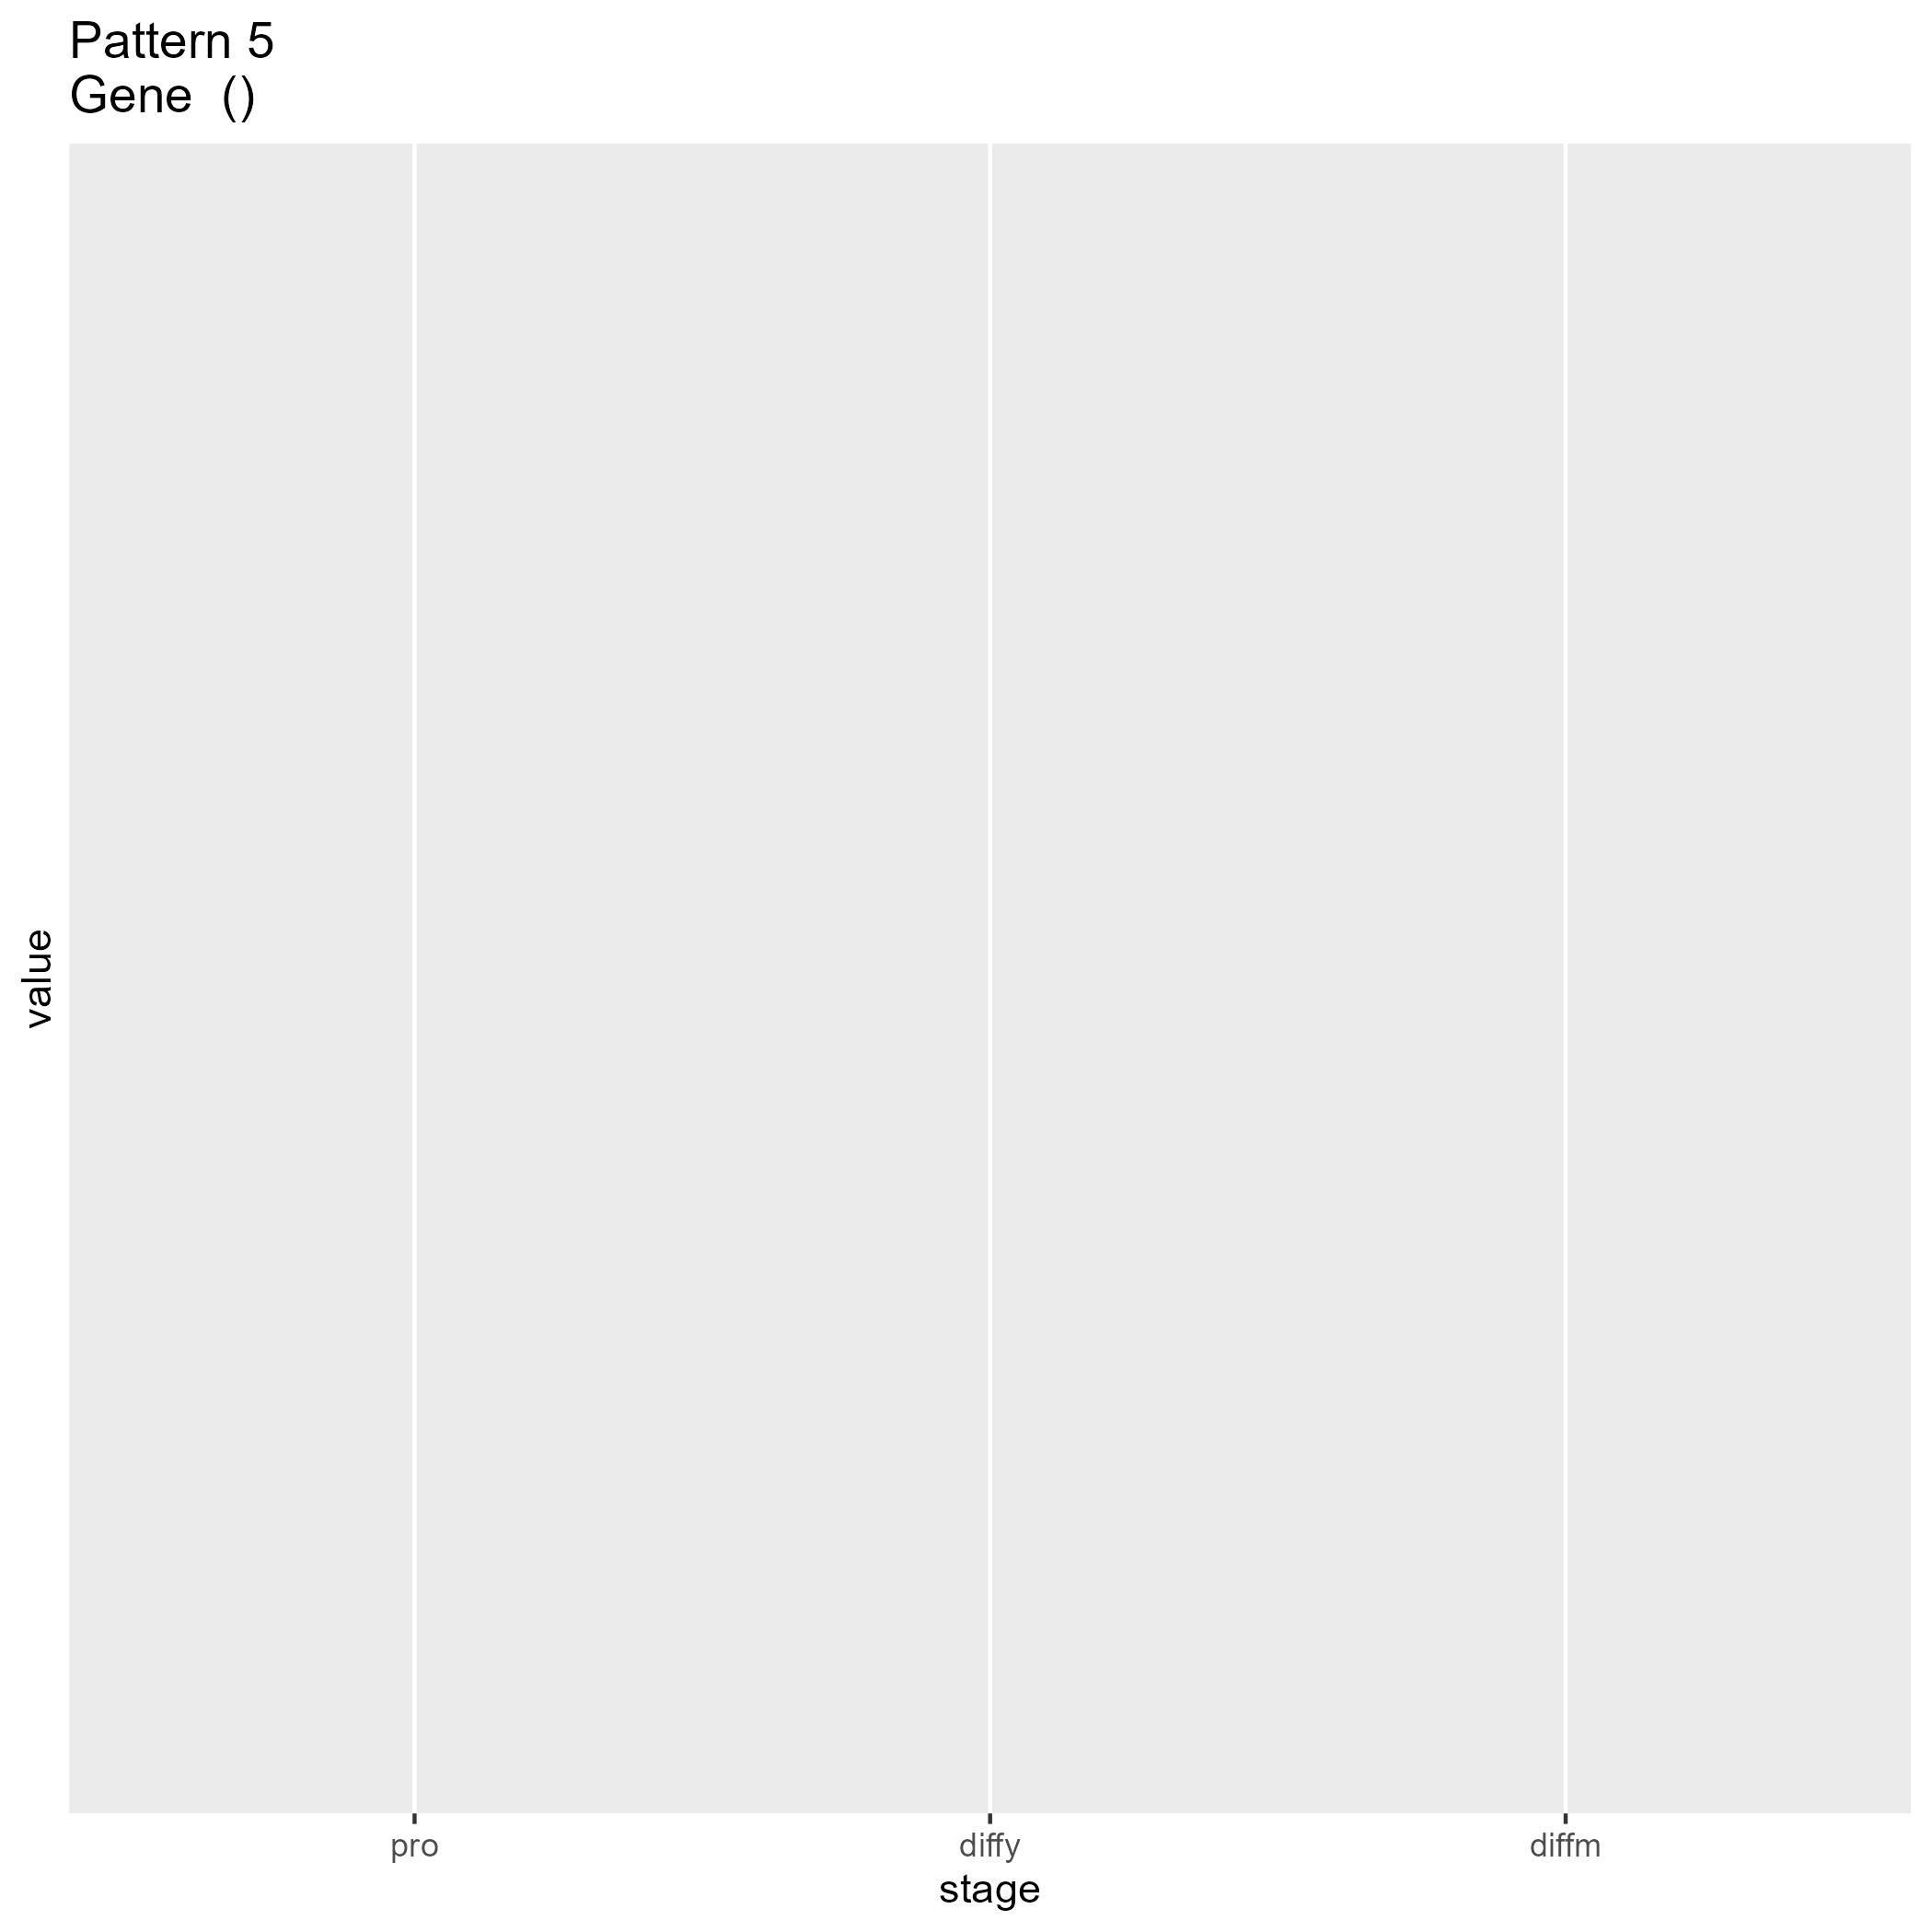 Pattern 5
Gene  ()
value
pro
diffy
diffm
stage